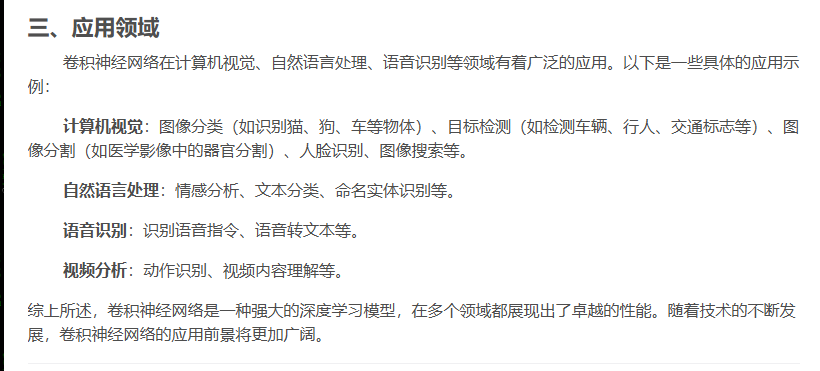 三、应用领域
卷积神经网络在计算机视觉、自然语言处理、语音识别等领域有着广泛的应用。以下是一些具体的应用示
例：
计算机视觉：图像分类（如识别猫、狗、车等物体）、目标检测（如检测车辆、行人、交通标志等）、图
像分割（如医学影像中的器官分割）、人脸识别、图像搜索等。
自然语言处理：情感分析、文本分类、命名实体识别等。
语音识别：识别语音指令、语音转文本等。
视频分析：动作识别、视频内容理解等。
综上所述，卷积神经网络是一种强大的深度学习模型，在多个领域都展现出了卓越的性能。随着技术的不断发
展，卷积神经网络的应用前景将更加广阔。